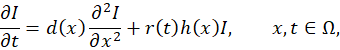 ∂I/∂t = d(x) ∂²I/∂x² + r(t)h(x)I, x, t ∈ Ω,